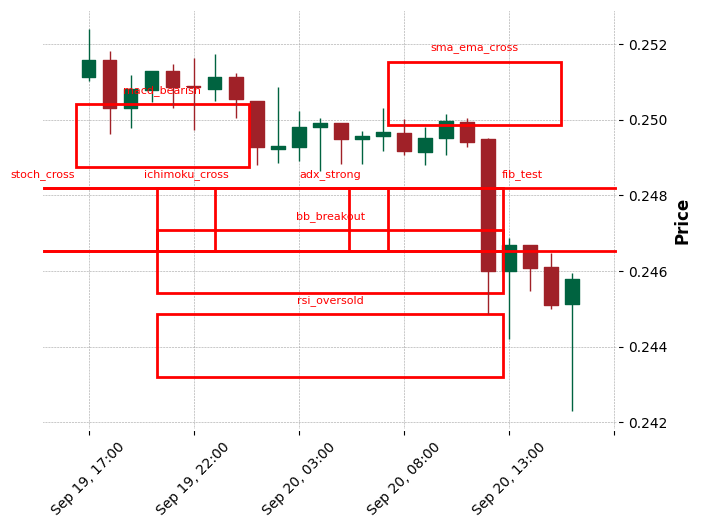 sma_ema_cross
0.252
macd_bearish
0.250
stoch_cross
ichimoku_cross
adx_strong
fib_test
0.248
bb_breakout
Price
0.246
rsi_oversold
0.244
0.242
Sep 19, 17:00
Sep 19, 22:00
Sep 20, 03:00
Sep 20, 08:00
Sep 20, 13:00